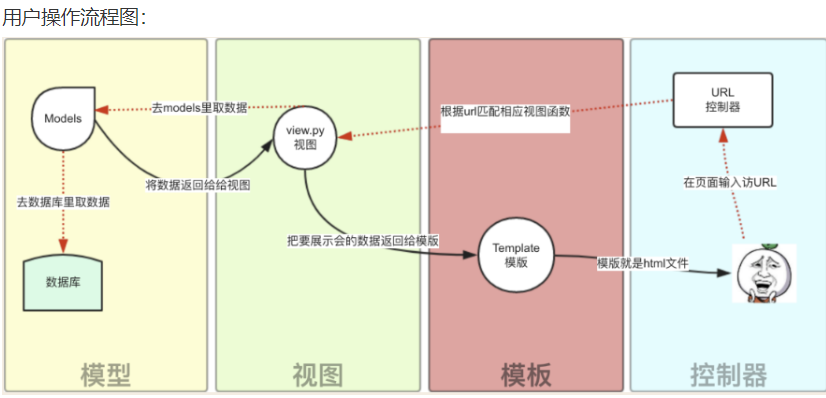 用户操作流程图：
URL
控制器
去models里取数据
根据url匹配相应视图函数
Models
view.py
视图
将数据返回给给视图
在页面输入访URL
去数据库里取数据
把要展示会的数据返回给模版
Template
模版
模版就是html文件
数据库
模型
视图
模板
控制器